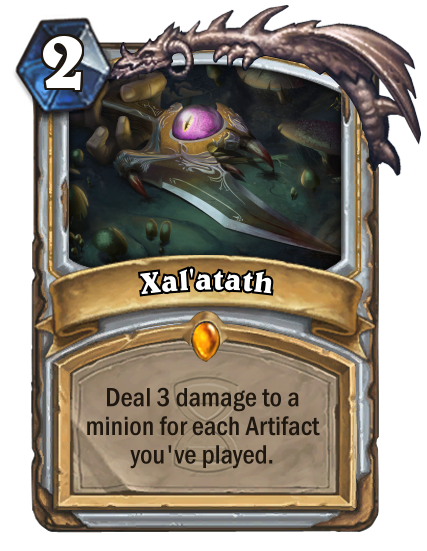 2
Xal'atath
Deal 3 damage to a
minion for each Artifact
you've played.